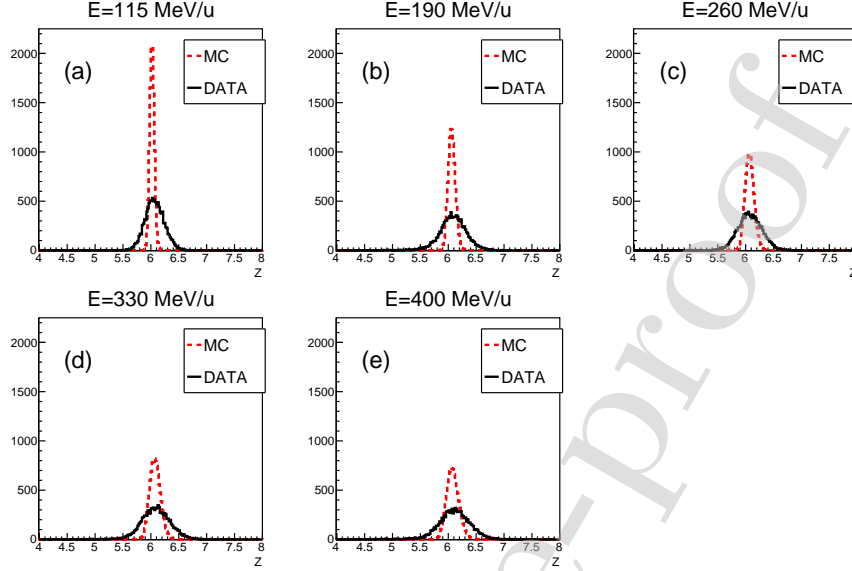 E=115 MeV/u
E=190 MeV/u
E=260 MeV/u
2000
1500
1000
500
0
(a)
MC
DATA
4 4.5 5 5.5 6 6.5 7 7.5 8
Z
2000
1500
1000
500
0
(b)
MC
DATA
4 4.5 5 5.5 6 6.5 7 7.5 8
Z
2000
1500
1000
500
0
(c)
MC
DATA
4 4.5 5 5.5 6 6.5 7 7.5
Z
E=330 MeV/u
E=400 MeV/u
2000
1500
1000
500
0
(d)
MC
DATA
4 4.5 5 5.5 6 6.5 7 7.5 8
Z
2000
1500
1000
500
0
(e)
MC
DATA
4 4.5 5 5.5 6 6.5 7 7.5 8
Z
e-proof